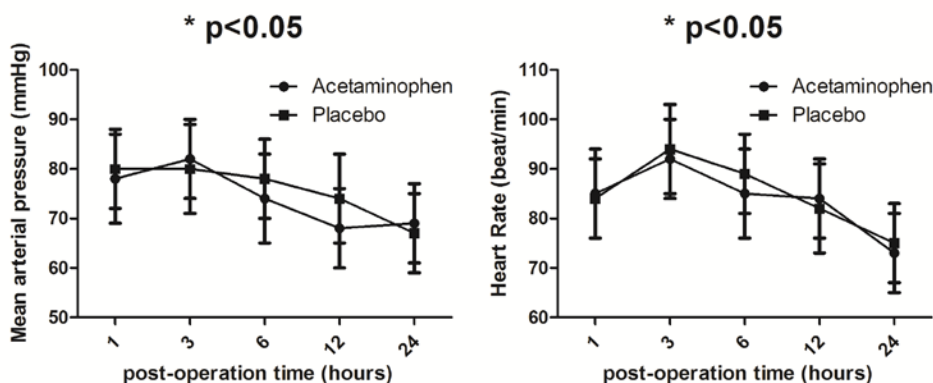 * p<0.05
Mean arterial pressure (mmHg)
100
90
80
70
60
50
Acetaminophen
Placebo
1
3
6
12
24
post-operation time (hours)
* p<0.05
Heart Rate (beat/min)
110
100
90
80
70
60
Acetaminophen
Placebo
1
3
6
12
24
post-operation time (hours)